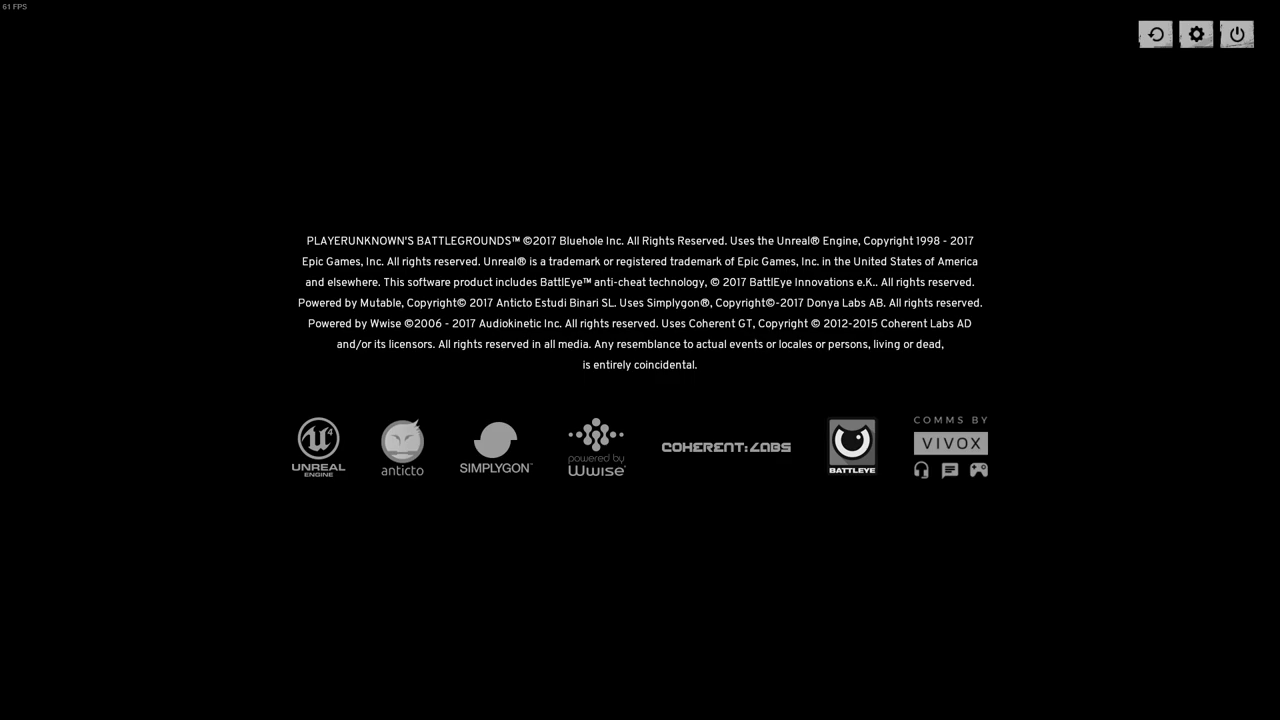 61 FPS
PLAYERUNKNOWN'S BATTLEGROUNDS™ ©2017 Bluehole Inc. All Rights Reserved. Uses the Unreal® Engine, Copyright 1998 - 2017
Epic Games, Inc. All rights reserved. Unreal® is a trademark or registered trademark of Epic Games, Inc. in the United States of America
and elsewhere. This software product includes BattlEye™ anti-cheat technology, © 2017 BattlEye Innovations e.K.. All rights reserved.
Powered by Mutable, Copyright© 2017 Anticto Estudi Binari SL. Uses Simplygon®, Copyright©-2017 Donya Labs AB. All rights reserved.
Powered by Wwise ©2006 - 2017 Audiokinetic Inc. All rights reserved. Uses Coherent GT, Copyright © 2012-2015 Coherent Labs AD
and/or its licensors. All rights reserved in all media. Any resemblance to actual events or locales or persons, living or dead,
is entirely coincidental.
U4
UNREAL
ENGINE
anticto
SIMPLYGON™
powered by
Wwise®
COHERENT:LABS
BATTLEYE
COMMS BY
VIVOX